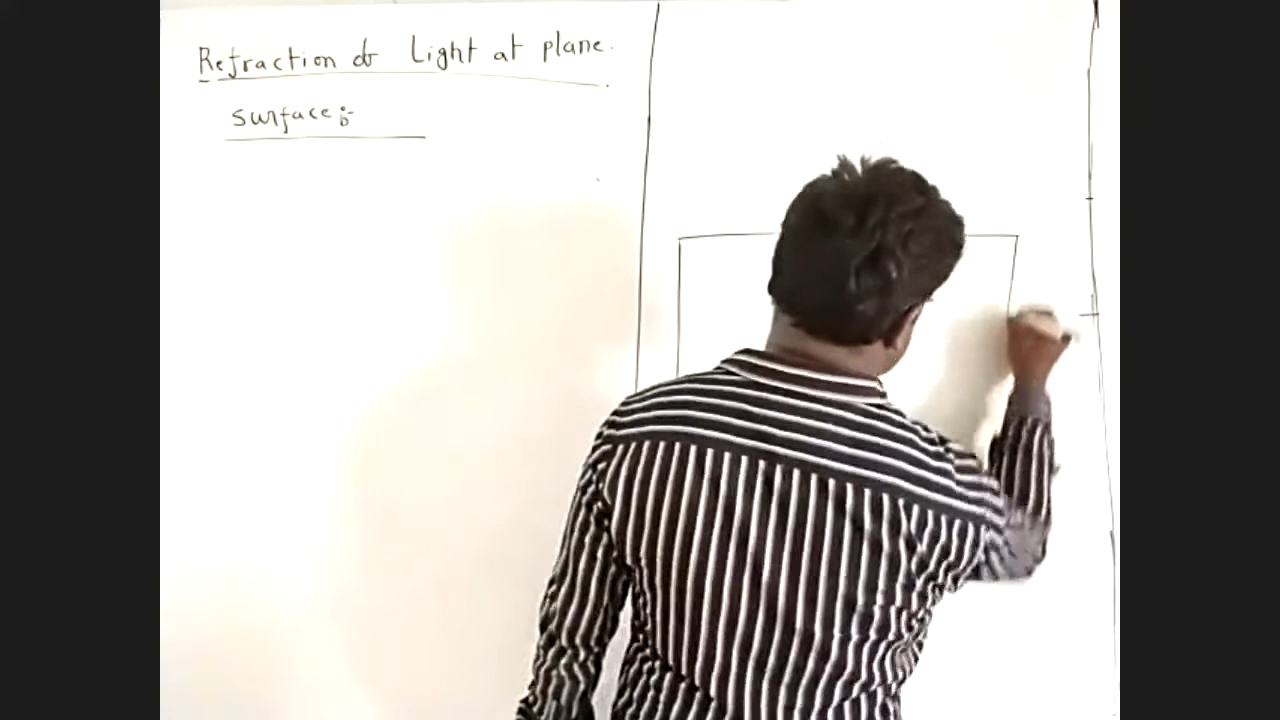 Refraction of Light at plane.
surface:-